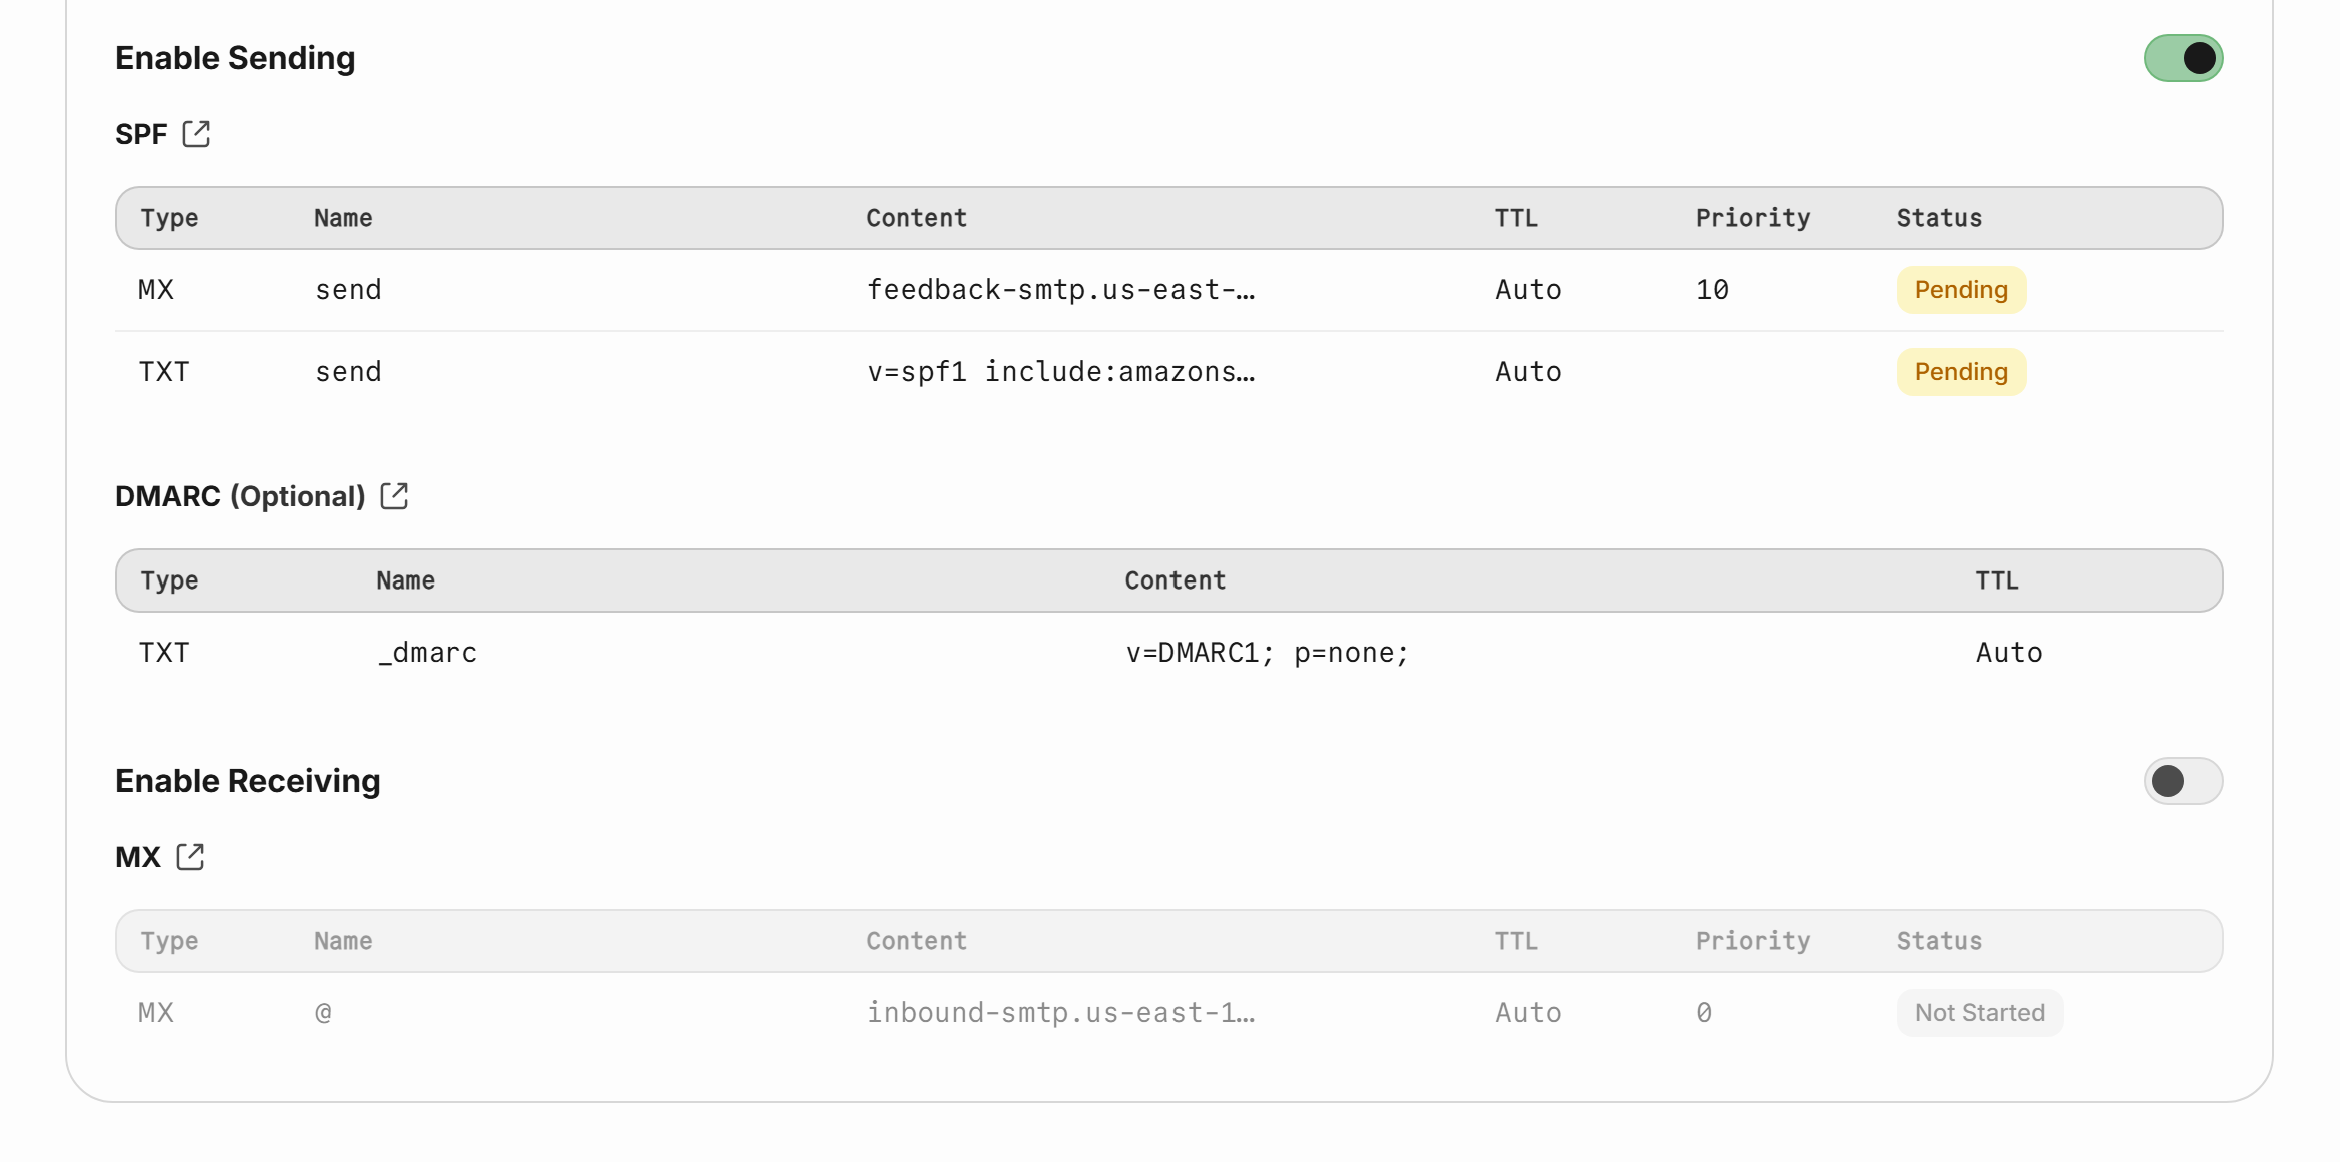 Enable Sending
SPF
Type Name Content TTL Priority Status
MX send feedback-smtp.us-east-… Auto 10 Pending
TXT send v=spf1 include:amazons… Auto Pending
DMARC (Optional)
Type Name Content TTL
TXT _dmarc v=DMARC1; p=none; Auto
Enable Receiving
MX
Type Name Content TTL Priority Status
MX @ inbound-smtp.us-east-1… Auto 0 Not Started